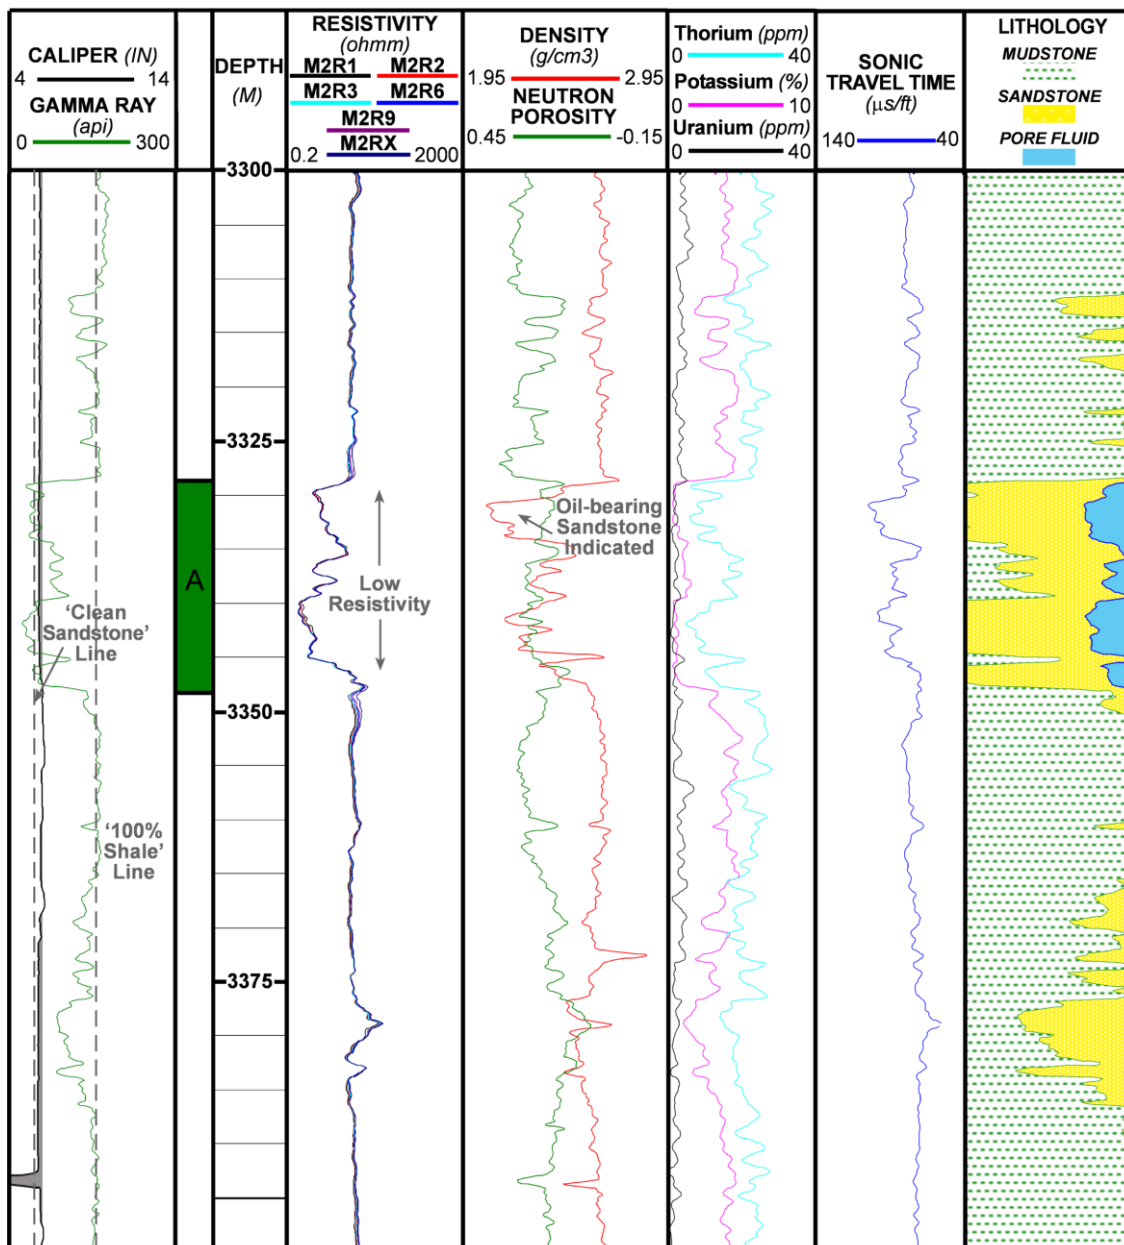 CALIPER (IN)
4 14
GAMMA RAY
(api)
0 300
DEPTH
(M)
RESISTIVITY
(ohmm)
M2R1 M2R2
M2R3 M2R6
M2R9
M2RX
0.2 2000
DENSITY
(g/cm3)
1.95 2.95
NEUTRON
POROSITY
0.45 -0.15
Thorium (ppm)
0 40
Potassium (%)
0 10
Uranium (ppm)
0 40
SONIC
TRAVEL TIME
(µs/ft)
140 40
LITHOLOGY
MUDSTONE
SANDSTONE
PORE FLUID
3300
3325
Oil-bearing
Sandstone
Indicated
A
Low
Resistivity
'Clean
Sandstone'
Line
3350
'100%
Shale'
Line
3375